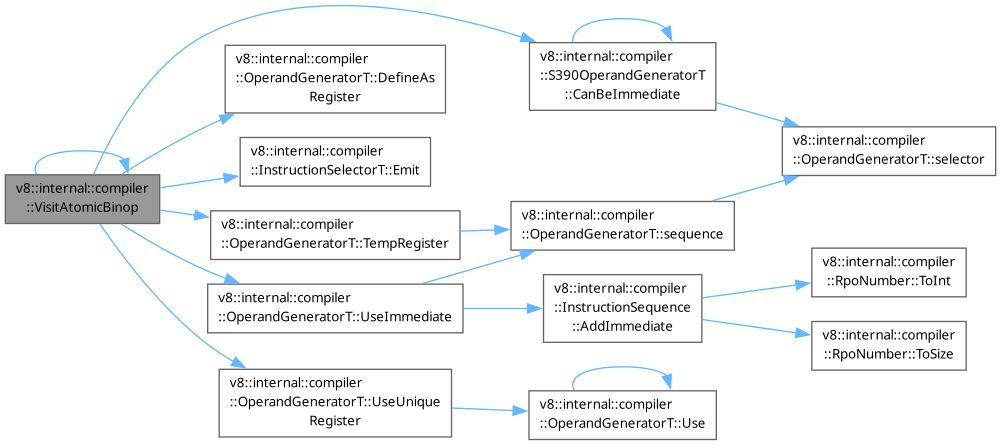 v8::internal::compiler
::VisitAtomicBinop
v8::internal::compiler
::OperandGeneratorT::DefineAs
Register
v8::internal::compiler
::InstructionSelectorT::Emit
v8::internal::compiler
::OperandGeneratorT::TempRegister
v8::internal::compiler
::OperandGeneratorT::UseImmediate
v8::internal::compiler
::OperandGeneratorT::UseUnique
Register
v8::internal::compiler
::S390OperandGeneratorT
::CanBeImmediate
v8::internal::compiler
::OperandGeneratorT::sequence
v8::internal::compiler
::InstructionSequence
::AddImmediate
v8::internal::compiler
::OperandGeneratorT::Use
v8::internal::compiler
::OperandGeneratorT::selector
v8::internal::compiler
::RpoNumber::ToInt
v8::internal::compiler
::RpoNumber::ToSize